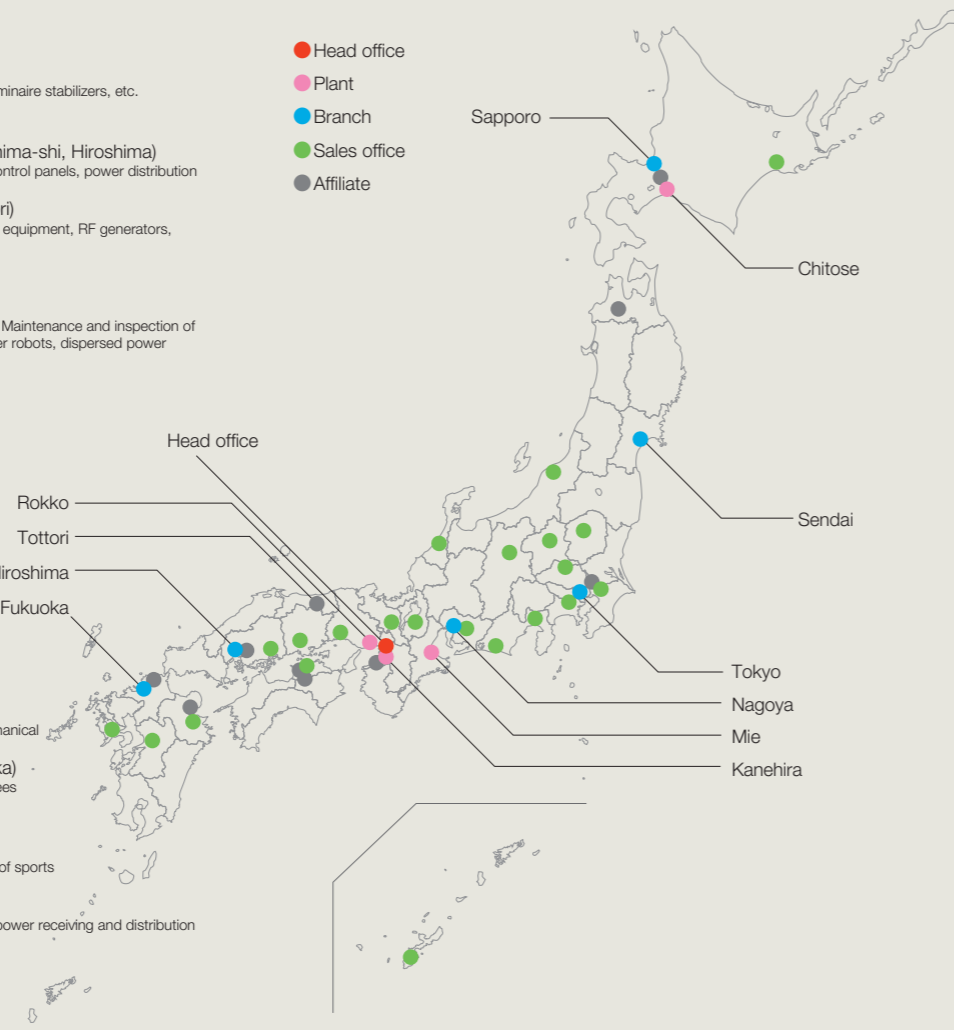 Head office
Plant
Branch
Sales office
Affiliate
minaire stabilizers, etc.
hima-shi, Hiroshima)
ontrol panels, power distribution
ri)
equipment, RF generators,
Maintenance and inspection of
er robots, dispersed power
Sapporo
Chitose
Sendai
Head office
Rokko
Tottori
iroshima
Fukuoka
Tokyo
Nagoya
Mie
Kanehira
hanical
ka)
ees
of sports
power receiving and distribution